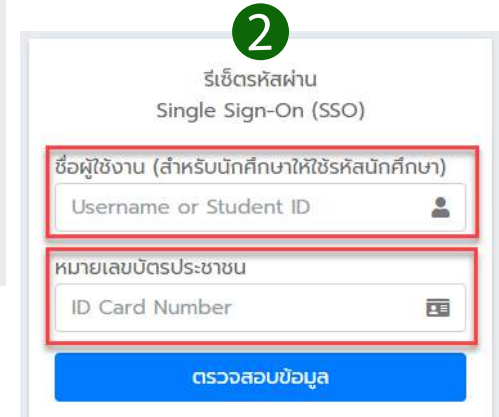 2
รีเซ็ตรหัสผ่าน
Single Sign-On (SSO)
ชื่อผู้ใช้งาน (สำหรับนักศึกษาให้ใช้รหัสนักศึกษา)
Username or Student ID
หมายเลขบัตรประชาชน
ID Card Number
ตรวจสอบข้อมูล